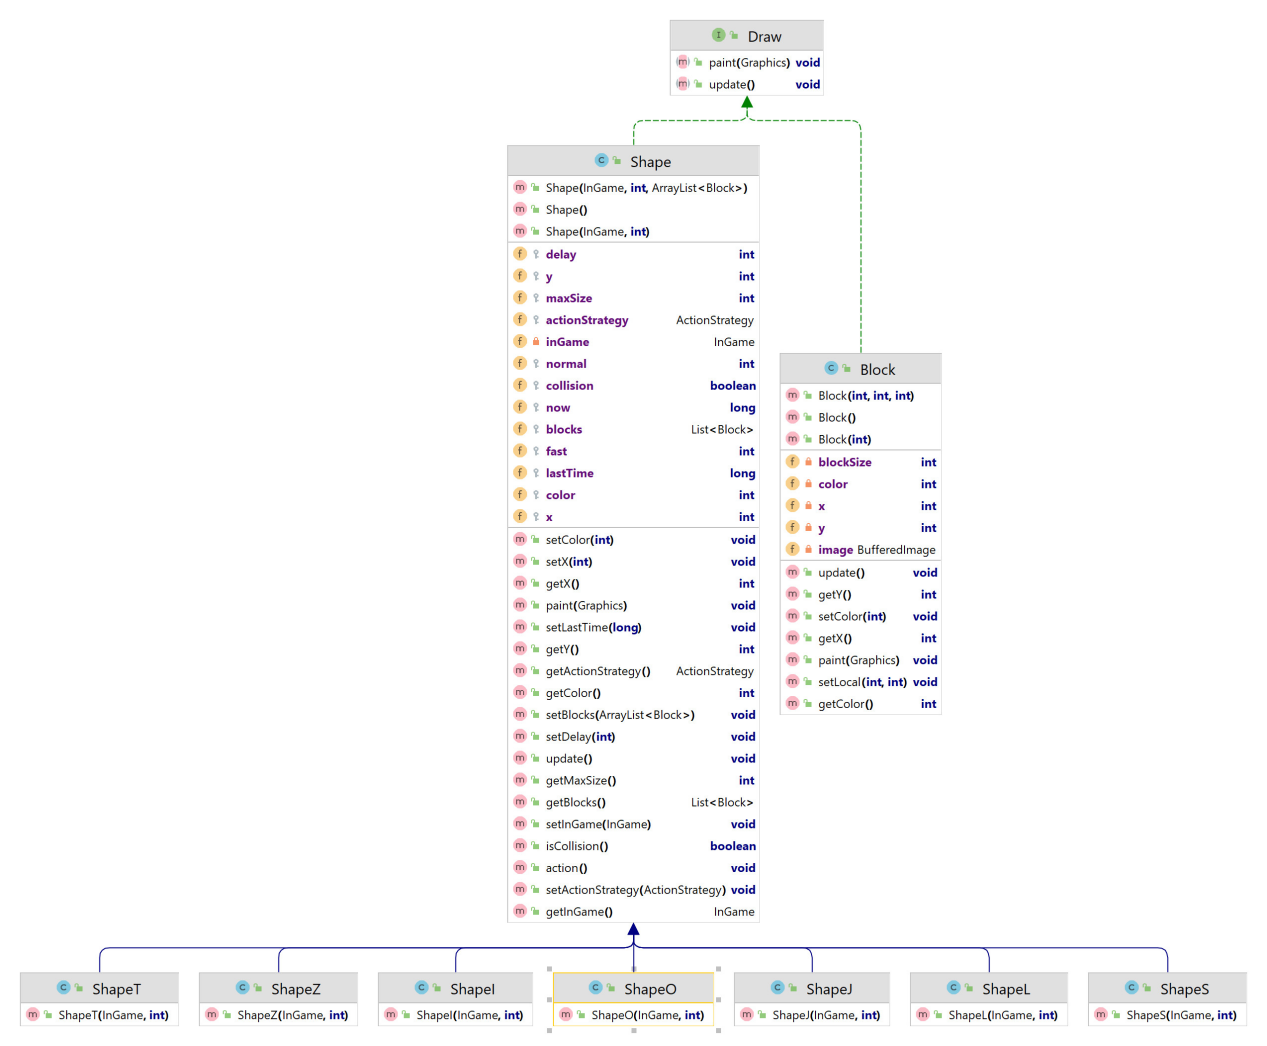 Draw
paint(Graphics) void
update() void
Shape
Shape(InGame, int, ArrayList<Block>)
Shape()
Shape(InGame, int)
delay int
y int
maxSize int
actionStrategy ActionStrategy
inGame InGame
normal int
collision boolean
now long
blocks List<Block>
fast int
lastTime long
color int
x int
setColor(int) void
setX(int) void
getX() int
paint(Graphics) void
setLastTime(long) void
getY() int
getActionStrategy() ActionStrategy
getColor() int
setBlocks(ArrayList<Block>) void
setDelay(int) void
update() void
getMaxSize() int
getBlocks() List<Block>
setInGame(InGame) void
isCollision() boolean
action() void
setActionStrategy(ActionStrategy) void
getInGame() InGame
Block
Block(int, int, int)
Block()
Block(int)
blockSize int
color int
x int
y int
image BufferedImage
update() void
getY() int
setColor(int) void
getX() int
paint(Graphics) void
setLocal(int, int) void
getColor() int
ShapeT
ShapeT(InGame, int)
ShapeZ
ShapeZ(InGame, int)
ShapeI
ShapeI(InGame, int)
ShapeO
ShapeO(InGame, int)
ShapeJ
ShapeJ(InGame, int)
ShapeL
ShapeL(InGame, int)
ShapeS
ShapeS(InGame, int)